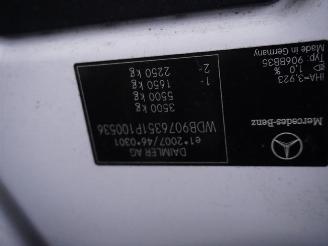 DAIMLER AG
e1*2007/46*0301
WDB9076351P100536
3500 kg
5500 kg
1- 1650 kg
2- 2250 kg
Mercedes-Benz
IHA=3,923
1,0 %
Typ: 906BB35
Made in Germany